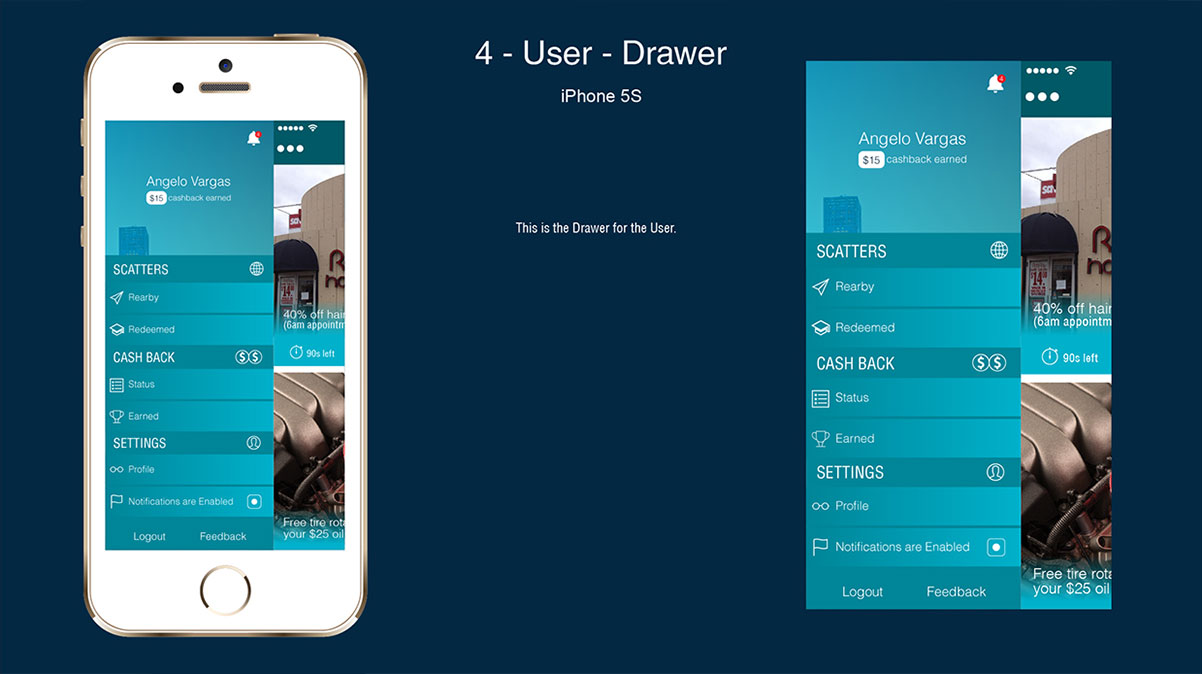 4 - User - Drawer
iPhone 5S
This is the Drawer for the User.
4
Angelo Vargas
$15 cashback earned
SCATTERS
Nearby
Redeemed
CASH BACK
$$
Status
Earned
SETTINGS
Profile
Notifications are Enabled
Logout Feedback
40% off hair
(6am appointm
90s left
Free tire rota
your $25 oil
4
Angelo Vargas
$15 cashback earned
SCATTERS
Nearby
Redeemed
CASH BACK
$$
Status
Earned
SETTINGS
Profile
Notifications are Enabled
Logout Feedback
40% off hair
(6am appointm
90s left
Free tire rota
your $25 oil